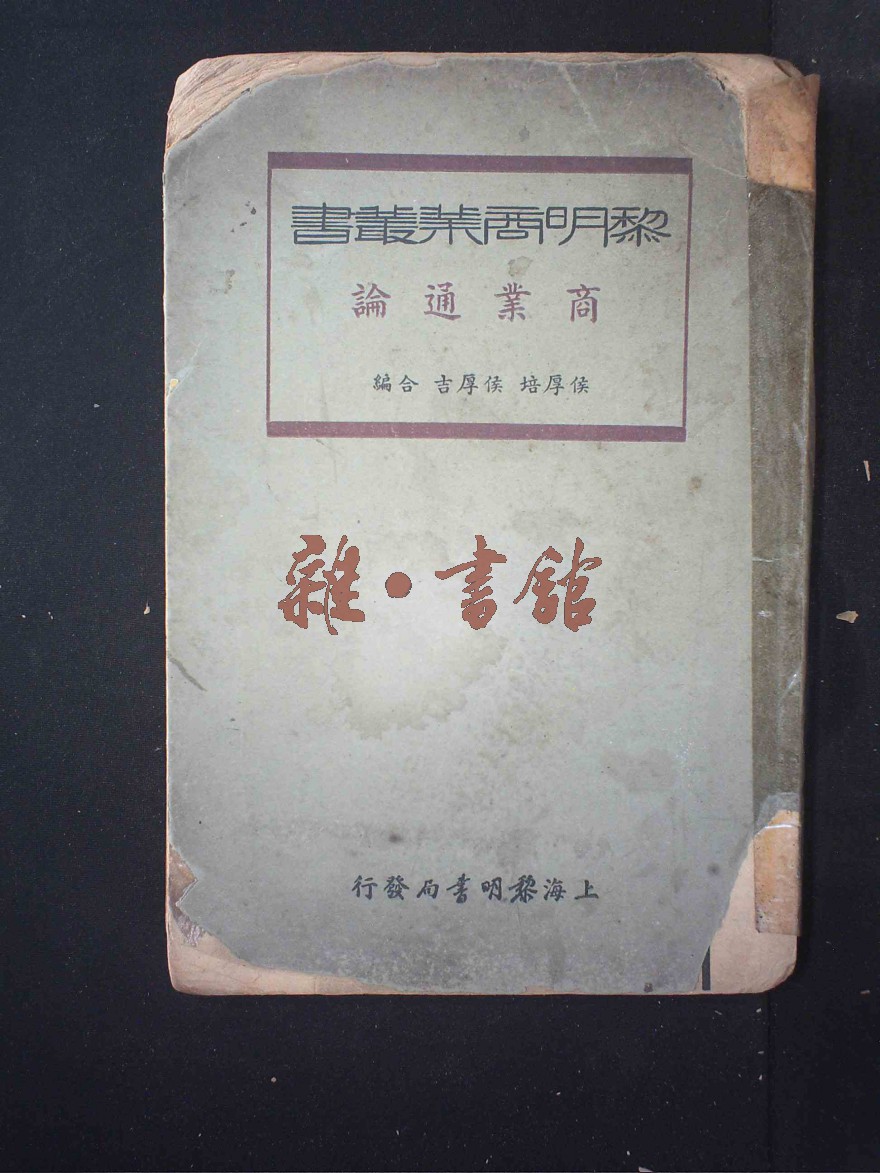 黎明商業叢書
商業通論
侯厚培 侯厚吉 合編
雜·書館
上海黎明書局發行